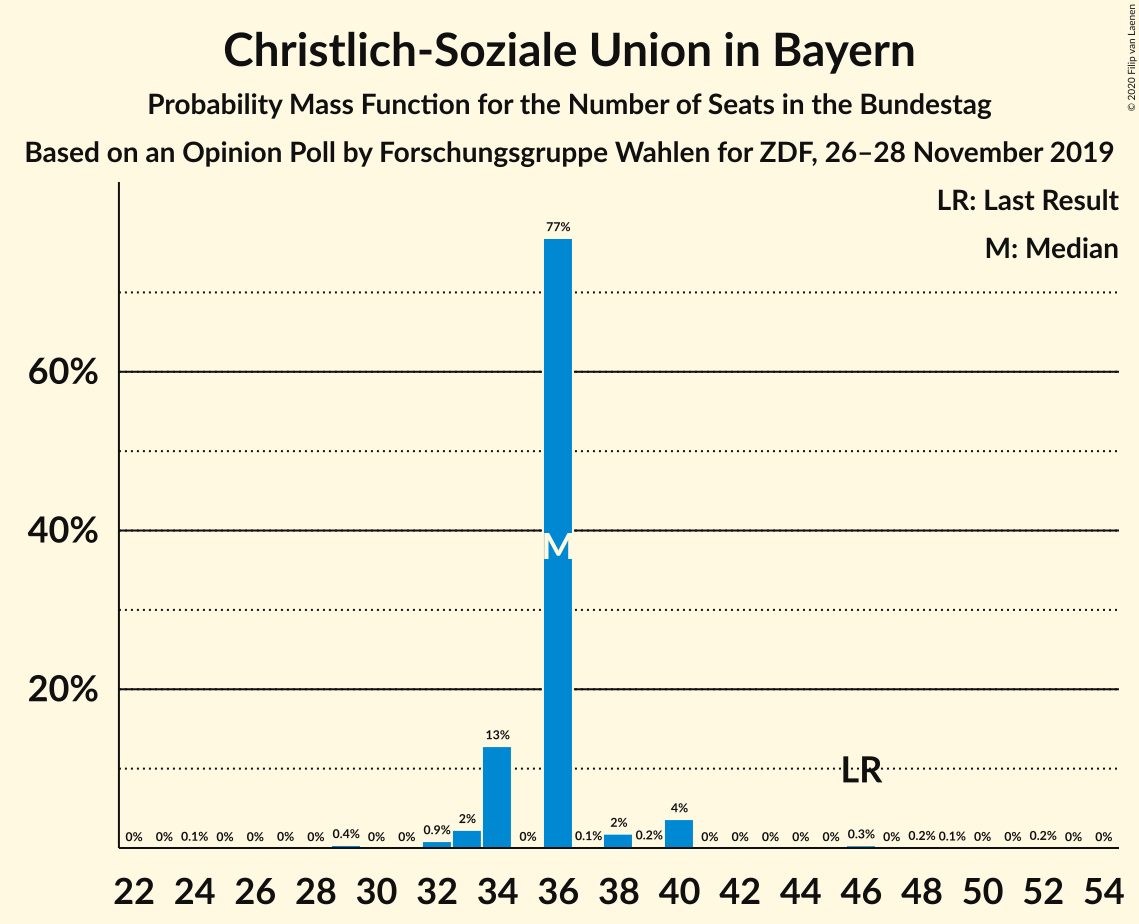 Christlich-Soziale Union in Bayern
Probability Mass Function for the Number of Seats in the Bundestag
Based on an Opinion Poll by Forschungsgruppe Wahlen for ZDF, 26–28 November 2019
© 2020 Filip van Laenen
LR: Last Result
M: Median
77%
60%
40%
M
20%
13%
LR
0% 0% 0.1% 0% 0% 0% 0% 0.4% 0% 0% 0.9% 2% 0% 0.1% 2% 0.2% 4% 0% 0% 0% 0% 0% 0.3% 0% 0.2% 0.1% 0% 0% 0.2% 0% 0%
22 24 26 28 30 32 34 36 38 40 42 44 46 48 50 52 54